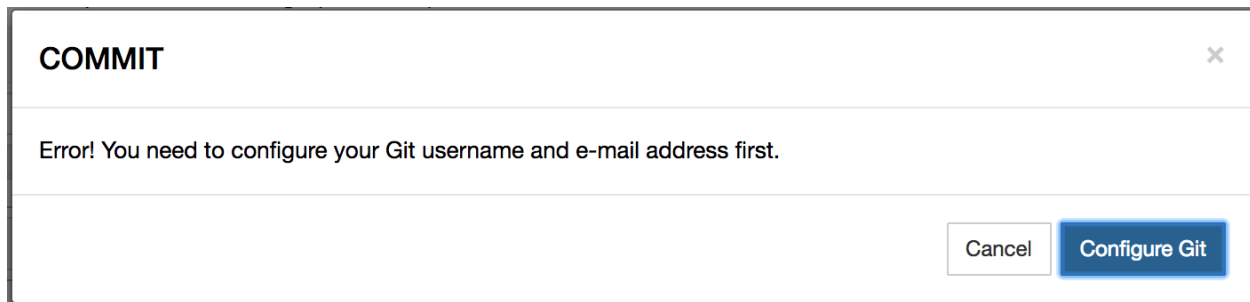 COMMIT
×
Error! You need to configure your Git username and e-mail address first.
Cancel
Configure Git